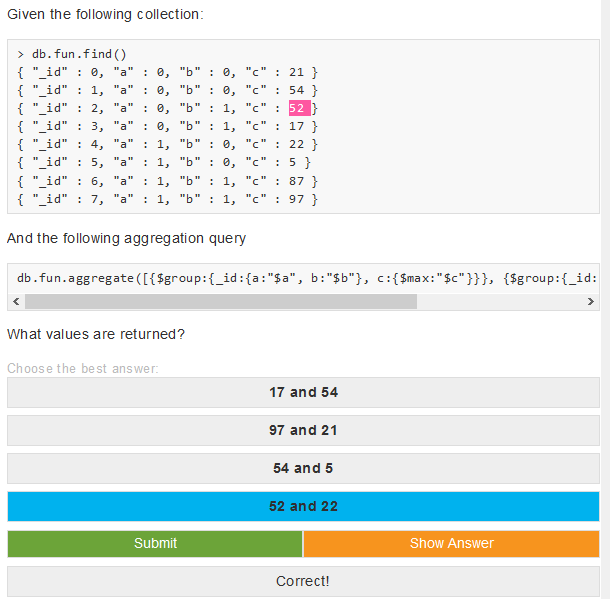 Given the following collection:
> db.fun.find()
{ "_id" : 0, "a" : 0, "b" : 0, "c" : 21 }
{ "_id" : 1, "a" : 0, "b" : 0, "c" : 54 }
{ "_id" : 2, "a" : 0, "b" : 1, "c" : 52 }
{ "_id" : 3, "a" : 0, "b" : 1, "c" : 17 }
{ "_id" : 4, "a" : 1, "b" : 0, "c" : 22 }
{ "_id" : 5, "a" : 1, "b" : 0, "c" : 5 }
{ "_id" : 6, "a" : 1, "b" : 1, "c" : 87 }
{ "_id" : 7, "a" : 1, "b" : 1, "c" : 97 }
And the following aggregation query
db.fun.aggregate([{$group:{_id:{a:"$a", b:"$b"}, c:{$max:"$c"}}}, {$group:{_id:
What values are returned?
Choose the best answer:
17 and 54
97 and 21
54 and 5
52 and 22
Submit
Show Answer
Correct!